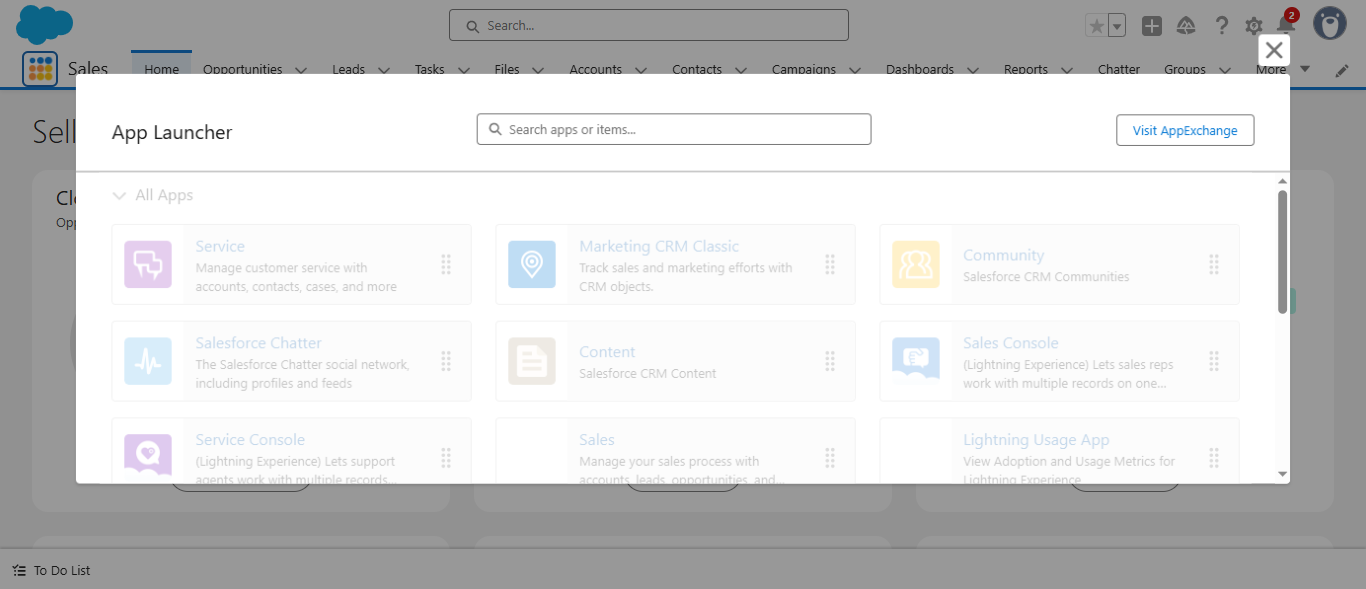 Search...
2
Sales
Home
Opportunities
Leads
Tasks
Files
Accounts
Contacts
Campaigns
Dashboards
Reports
Chatter
Groups
More
Sell
App Launcher
Search apps or items...
Visit AppExchange
All Apps
Service
Manage customer service with
accounts, contacts, cases, and more
Marketing CRM Classic
Track sales and marketing efforts with
CRM objects.
Community
Salesforce CRM Communities
Salesforce Chatter
The Salesforce Chatter social network,
including profiles and feeds
Content
Salesforce CRM Content
Sales Console
(Lightning Experience) Lets sales reps
work with multiple records on one...
Service Console
(Lightning Experience) Lets support
agents work with multiple records...
Sales
Manage your sales process with
accounts, leads, opportunities, and...
Lightning Usage App
View Adoption and Usage Metrics for
Lightning Experience
To Do List